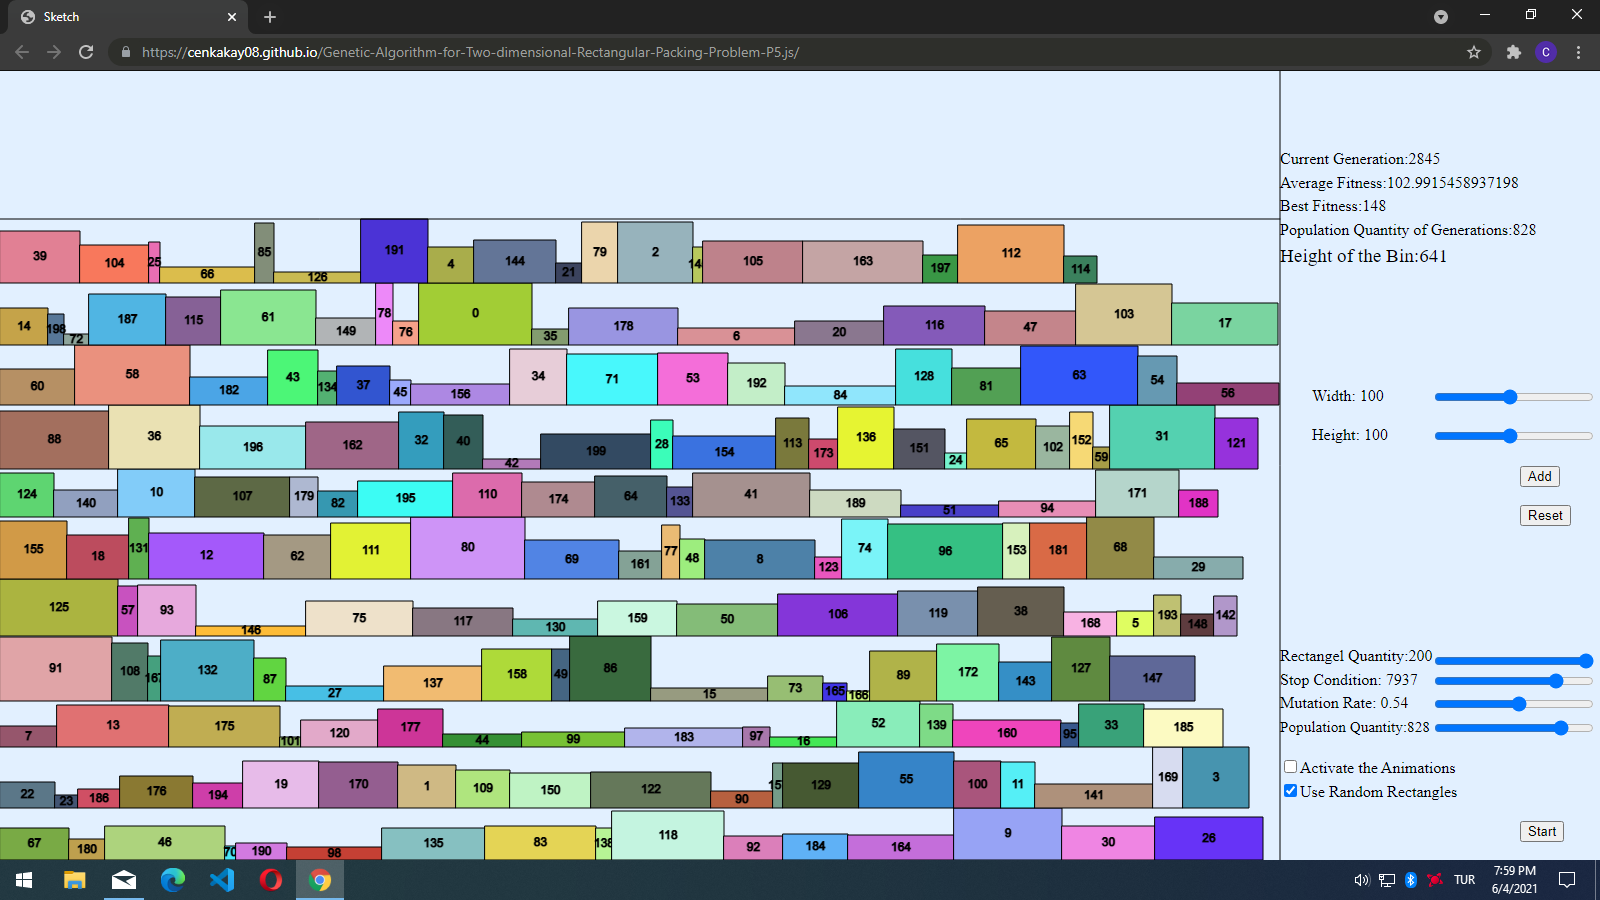 Sketch
https://cenkakay08.github.io/Genetic-Algorithm-for-Two-dimensional-Rectangular-Packing-Problem-P5.js/
C
Current Generation:2845
Average Fitness:102.9915458937198
Best Fitness:148
Population Quantity of Generations:828
Height of the Bin:641
39 104 25 66 85 126 191 4 144 21 79 2 14 105 163 197 112 114
14 198 72 187 115 61 149 78 76 0 35 178 6 20 116 47 103 17
60 58 182 43 134 37 45 156 34 71 53 192 84 128 81 63 54 56
Width: 100
88 36 196 162 32 40 42 199 28 154 113 173 136 151 24 65 102 152 59 31 121
Height: 100
124 140 10 107 179 82 195 110 174 64 133 41 189 51 94 171 188
Add
Reset
155 18 131 12 62 111 80 69 161 77 48 8 123 74 96 153 181 68 29
125 57 93 146 75 117 130 159 50 106 119 38 168 5 193 148 142
91 108 167 132 87 27 137 158 49 86 15 73 165 166 89 172 143 127 147
Rectangel Quantity:200
Stop Condition: 7937
Mutation Rate: 0.54
Population Quantity:828
7 13 175 101 120 177 44 99 183 97 16 52 139 160 95 33 185
Activate the Animations
Use Random Rectangles
22 23 186 176 194 19 170 1 109 150 122 90 15 129 55 100 11 141 169 3
67 180 46 70 190 98 135 83 138 118 92 184 164 9 30 26
Start
TUR
7:59 PM
6/4/2021